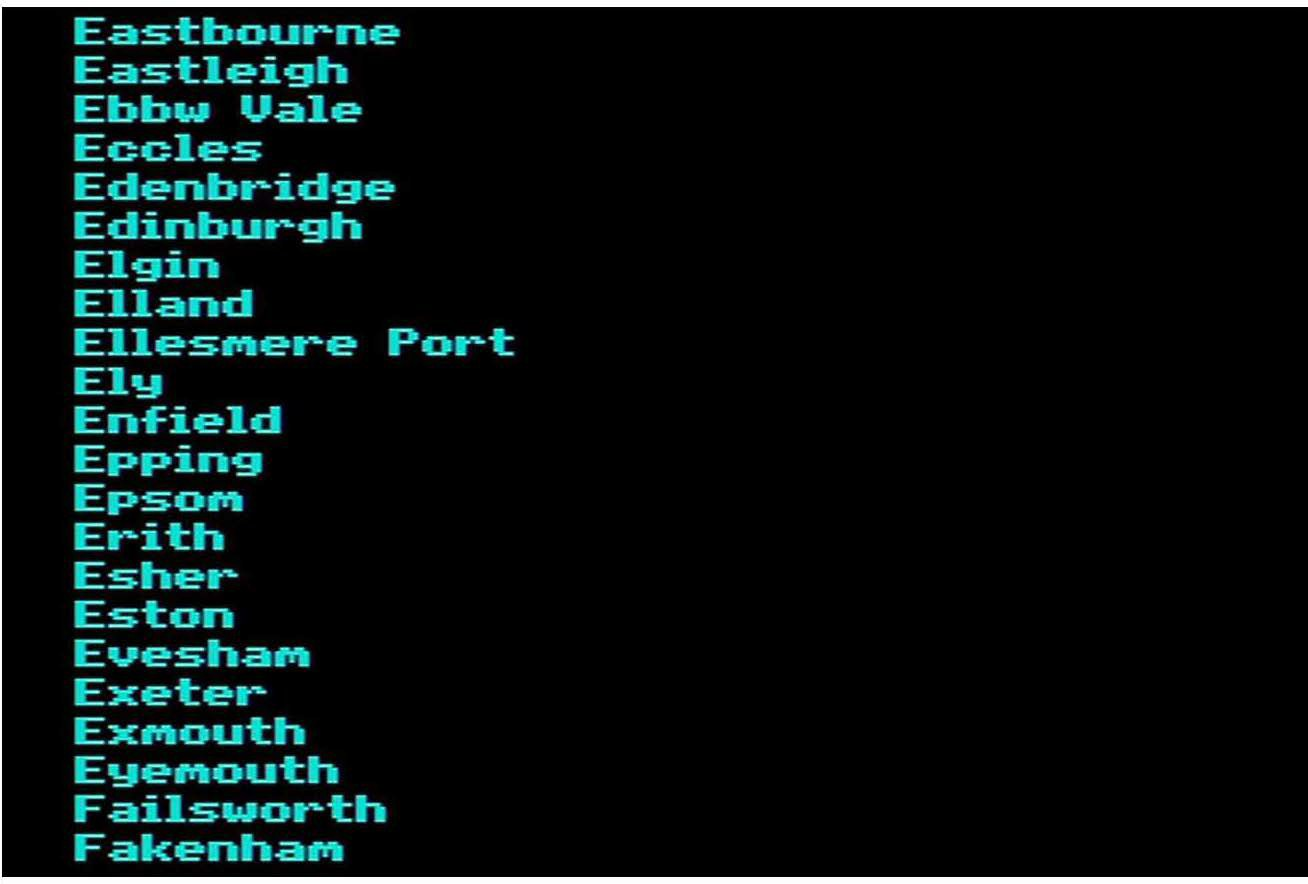 Eastbourne
Eastleigh
Ebbw Vale
Eccles
Edenbridge
Edinburgh
Elgin
Elland
Ellesmere Port
Ely
Enfield
Epping
Epsom
Erith
Esher
Eston
Evesham
Exeter
Exmouth
Eyemouth
Failsworth
Fakenham